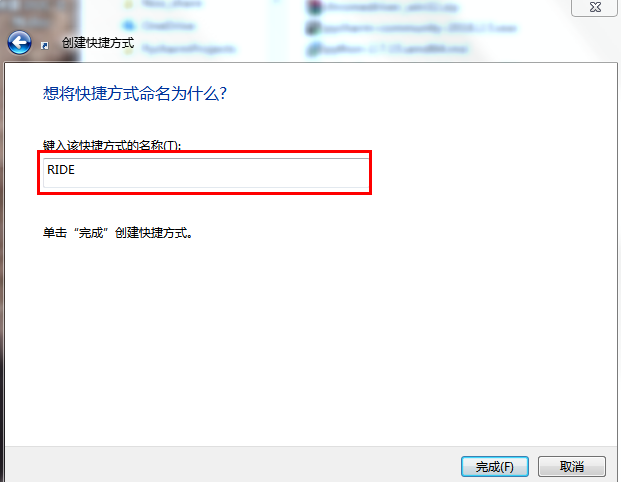 OneDrive
PycharmProjects
创建快捷方式
想将快捷方式命名为什么?
键入该快捷方式的名称(T):
RIDE
单击“完成”创建快捷方式。
完成(F)
取消